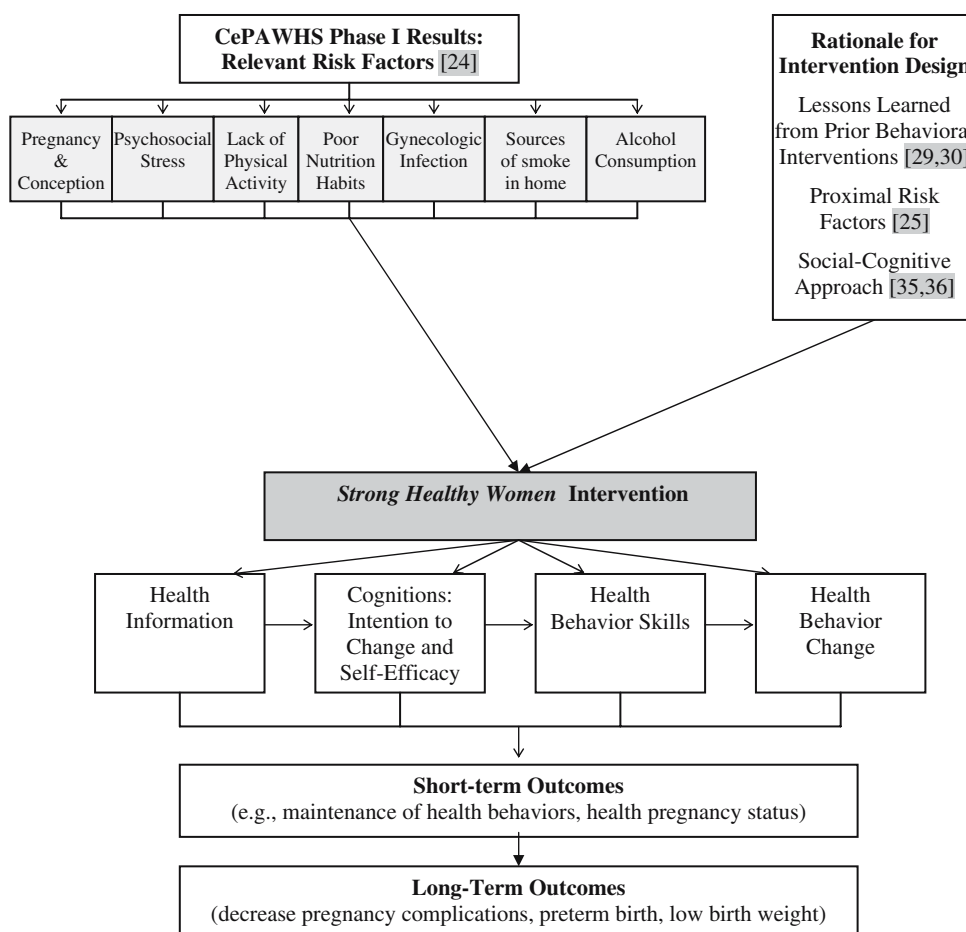 CePAWHS Phase I Results:
Relevant Risk Factors [24]
Rationale for
Intervention Design
Lessons Learned
from Prior Behaviora
Interventions [29,30]
Proximal Risk
Factors [25]
Social-Cognitive
Approach [35,36]
Pregnancy
&
Conception
Psychosocial
Stress
Lack of
Physical
Activity
Poor
Nutrition
Habits
Gynecologic
Infection
Sources
of smoke
in home
Alcohol
Consumption
Strong Healthy Women Intervention
Health
Information
Cognitions:
Intention to
Change and
Self-Efficacy
Health
Behavior Skills
Health
Behavior
Change
Short-term Outcomes
(e.g., maintenance of health behaviors, health pregnancy status)
Long-Term Outcomes
(decrease pregnancy complications, preterm birth, low birth weight)